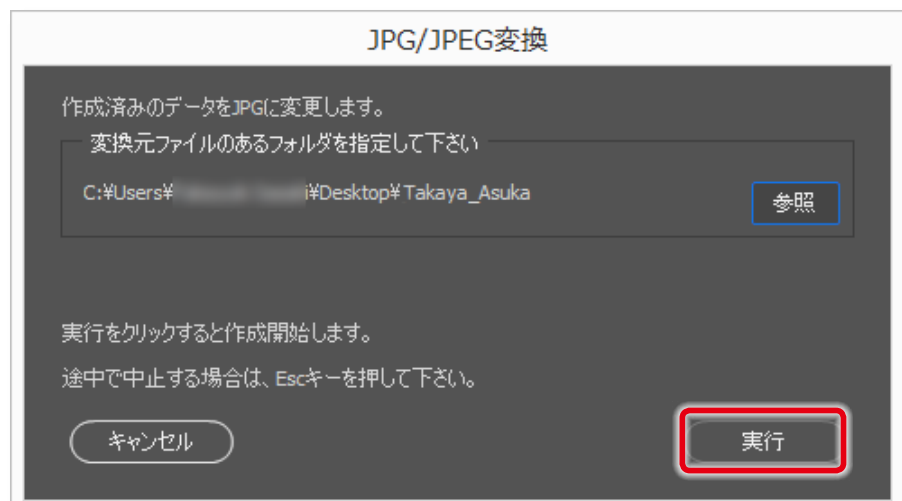 JPG/JPEG変換
作成済みのデータをJPGに変更します。
変換元ファイルのあるフォルダを指定して下さい
C:¥Users¥ i¥Desktop¥Takaya_Asuka
参照
実行をクリックすると作成開始します。
途中で中止する場合は、Escキーを押して下さい。
キャンセル
実行